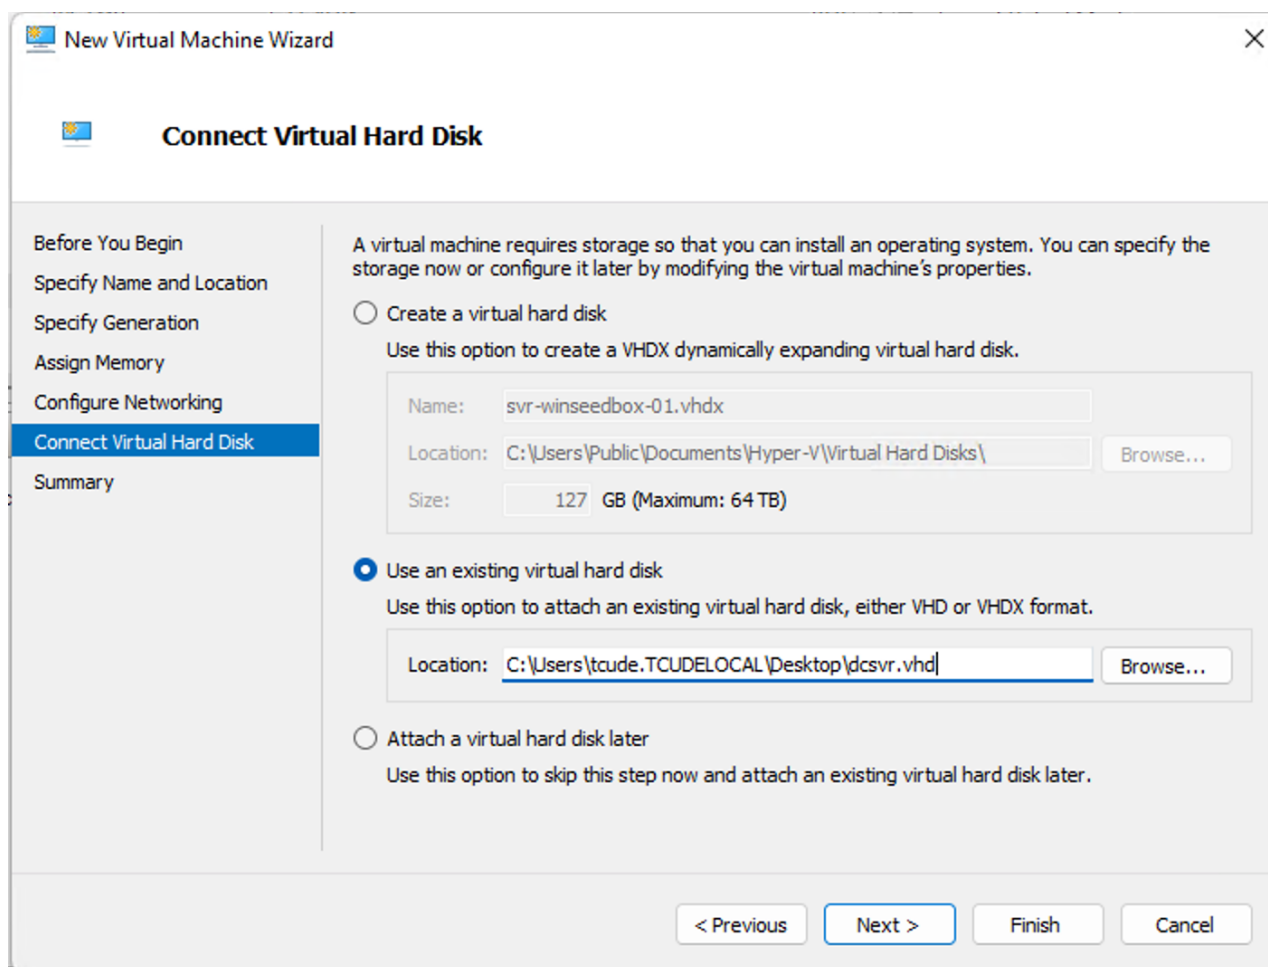 New Virtual Machine Wizard
Connect Virtual Hard Disk
Before You Begin
Specify Name and Location
Specify Generation
Assign Memory
Configure Networking
Connect Virtual Hard Disk
Summary
A virtual machine requires storage so that you can install an operating system. You can specify the
storage now or configure it later by modifying the virtual machine's properties.
Create a virtual hard disk
Use this option to create a VHDX dynamically expanding virtual hard disk.
Name: svr-winseedbox-01.vhdx
Location: C:\Users\Public\Documents\Hyper-V\Virtual Hard Disks\ Browse...
Size: 127 GB (Maximum: 64 TB)
Use an existing virtual hard disk
Use this option to attach an existing virtual hard disk, either VHD or VHDX format.
Location: C:\Users\tcude.TCUDELOCAL\Desktop\dcsvr.vhd Browse...
Attach a virtual hard disk later
Use this option to skip this step now and attach an existing virtual hard disk later.
< Previous Next > Finish Cancel